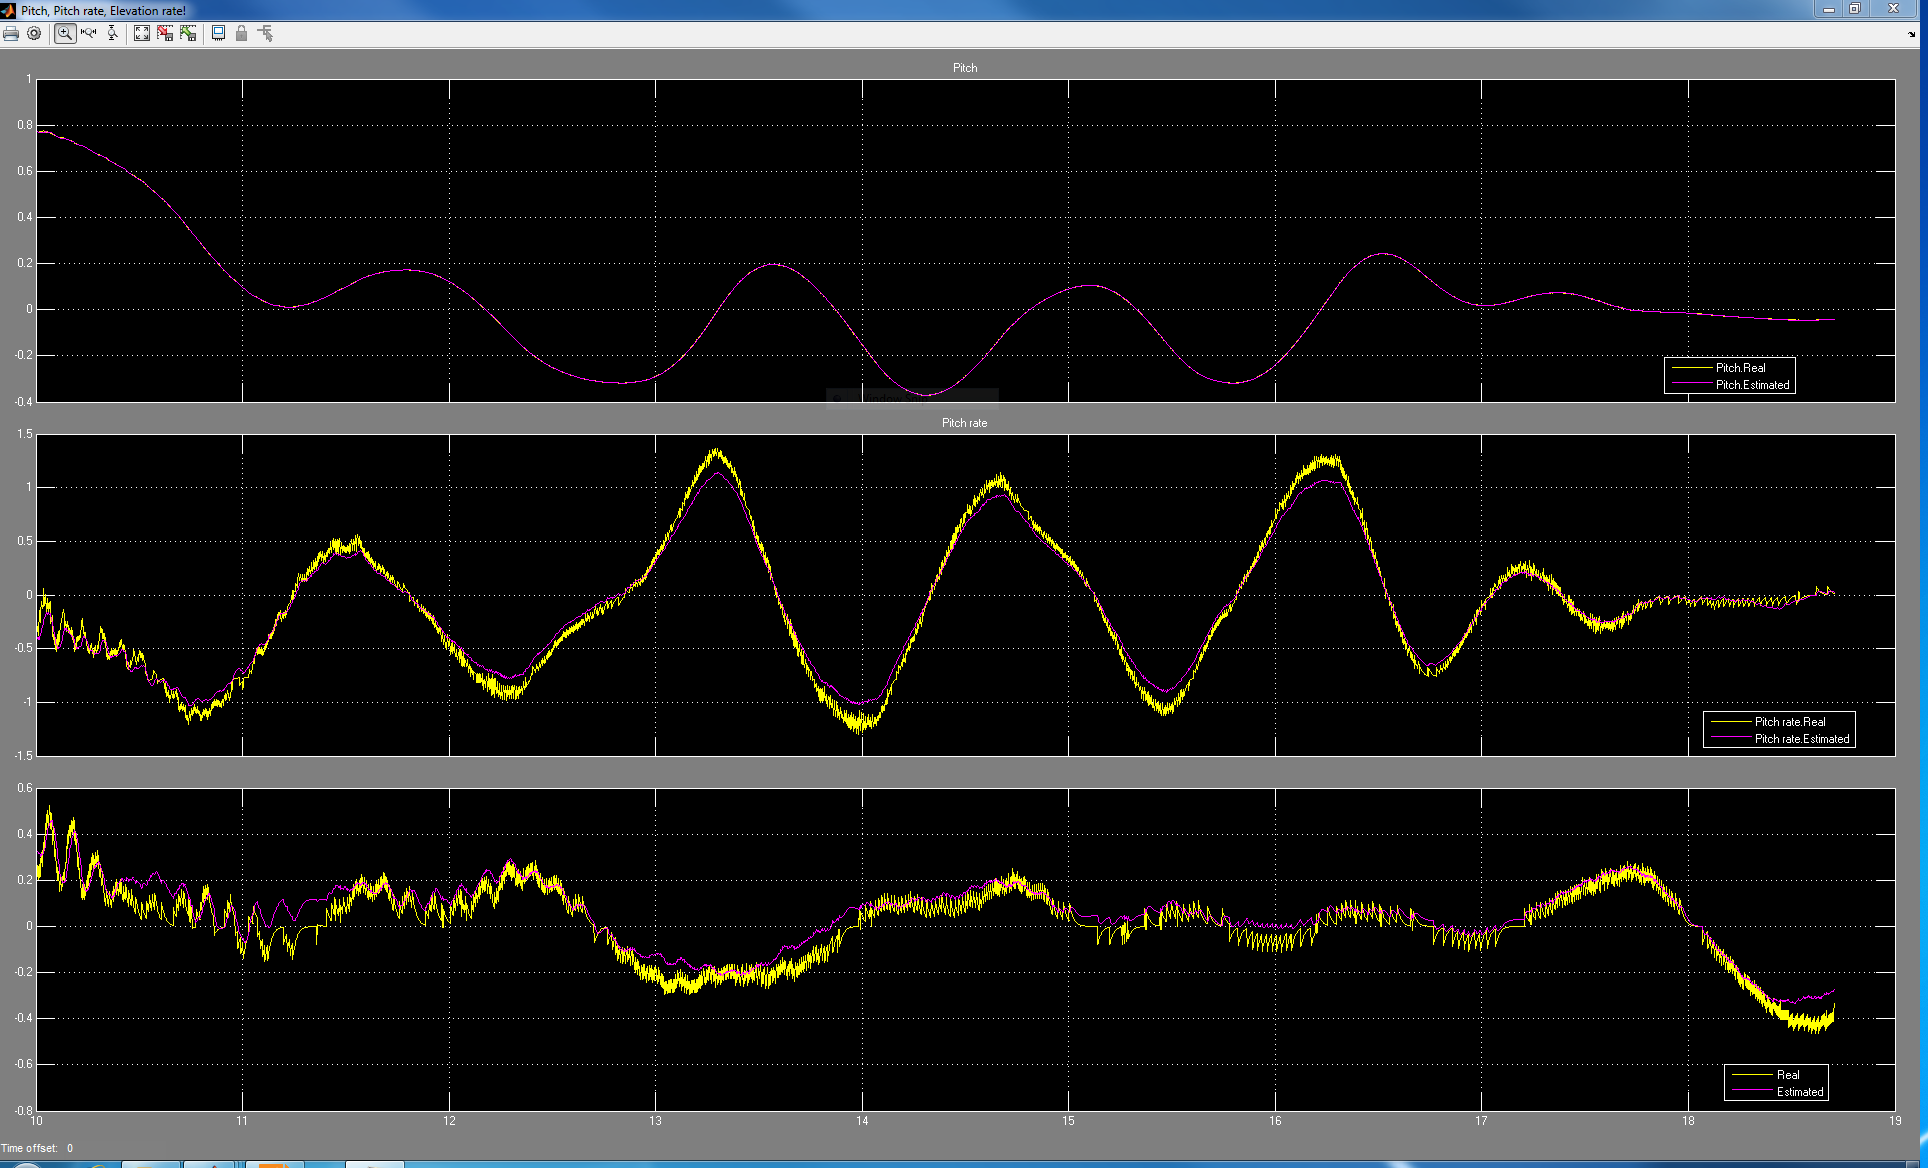 Pitch, Pitch rate, Elevation rate!
Pitch
1
0.8
0.6
0.4
0.2
0
-0.2
-0.4
Pitch.Real
Pitch.Estimated
Pitch rate
1.5
1
0.5
0
-0.5
-1
-1.5
Pitch rate.Real
Pitch rate.Estimated
0.6
0.4
0.2
0
-0.2
-0.4
-0.6
-0.8
Real
Estimated
10 11 12 13 14 15 16 17 18 19
Time offset: 0